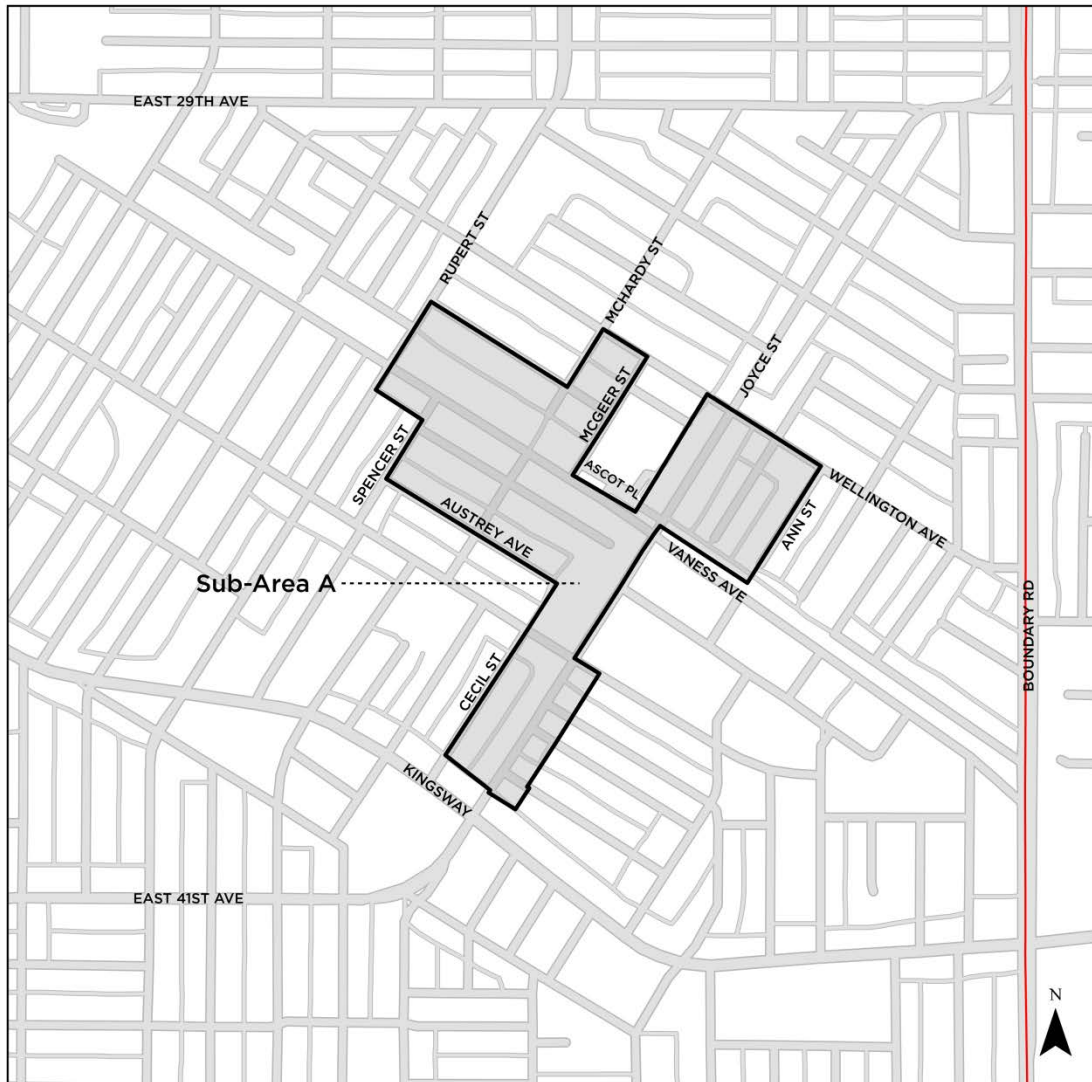 EAST 29TH AVE
RUPERT ST
MCHARDY ST
JOYCE ST
MCGEER ST
SPENCER ST
ASCOT PL
WELLINGTON AVE
ANN ST
AUSTREY AVE
VANESS AVE
Sub-Area A
BOUNDARY RD
CECIL ST
KINGSWAY
EAST 41ST AVE
N